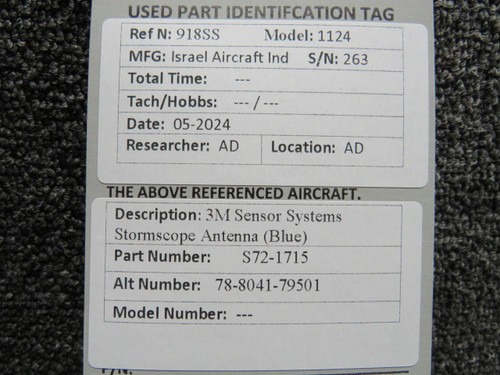 USED PART IDENTIFCATION TAG
Ref N: 918SS Model: 1124
MFG: Israel Aircraft Ind S/N: 263
Total Time: ---
Tach/Hobbs: --- / ---
Date: 05-2024
Researcher: AD Location: AD
THE ABOVE REFERENCED AIRCRAFT.
Description: 3M Sensor Systems
Stormscope Antenna (Blue)
Part Number: S72-1715
Alt Number: 78-8041-79501
Model Number: ---